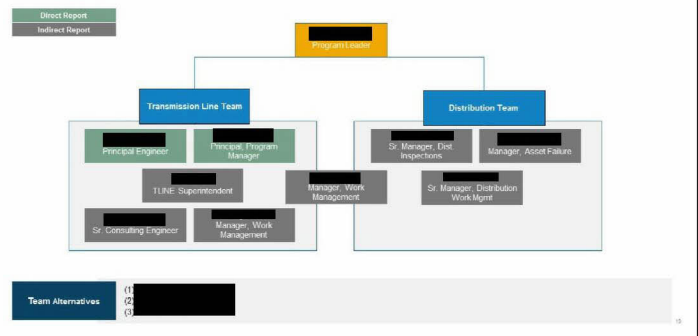 Direct Report
Indirect Report
Program Leader
Transmission Line Team
Distribution Team
Principal Engineer
Principal, Program
Manager
Sr. Manager, Dist
Inspections
Manager, Asset Failure
TLINE Superintendent
Manager, Work
Management
Sr. Manager, Distribution
Work Mgmt
Sr. Consulting Engineer
Manager, Work
Management
Team Alternatives
(1)
(2)
(3)